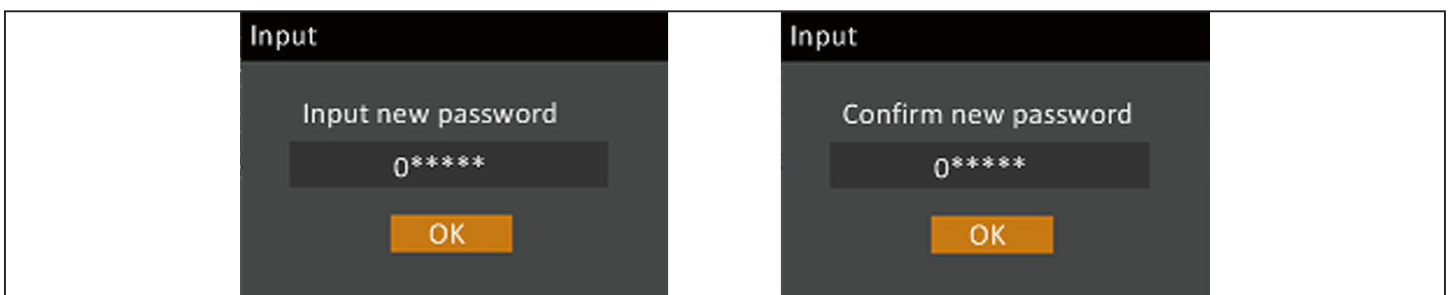 Input
Input new password
0*****
OK
Input
Confirm new password
0*****
OK